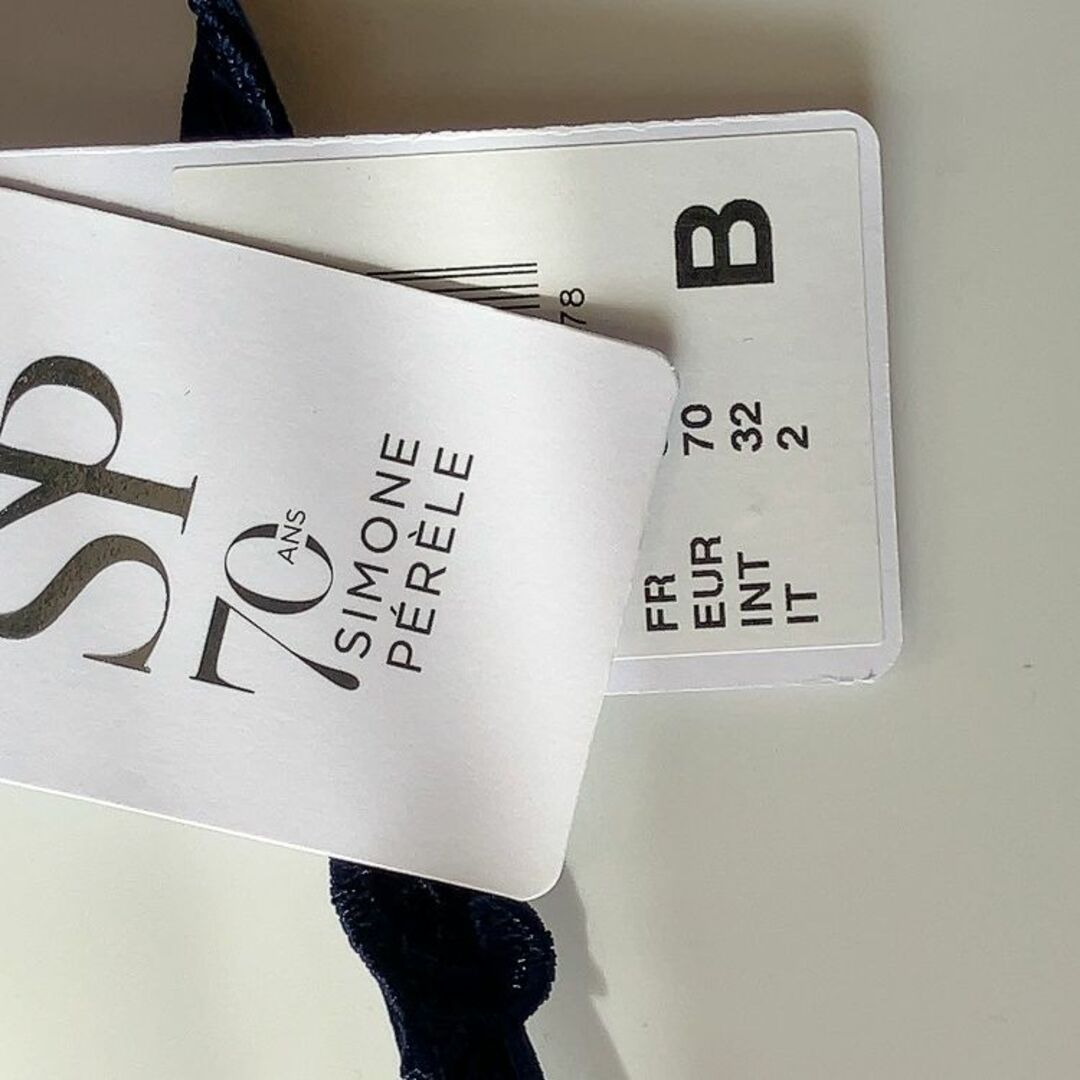 SP
70
ANS
SIMONE
PÉRÈLE
78
B
FR
EUR 70
INT 32
IT 2